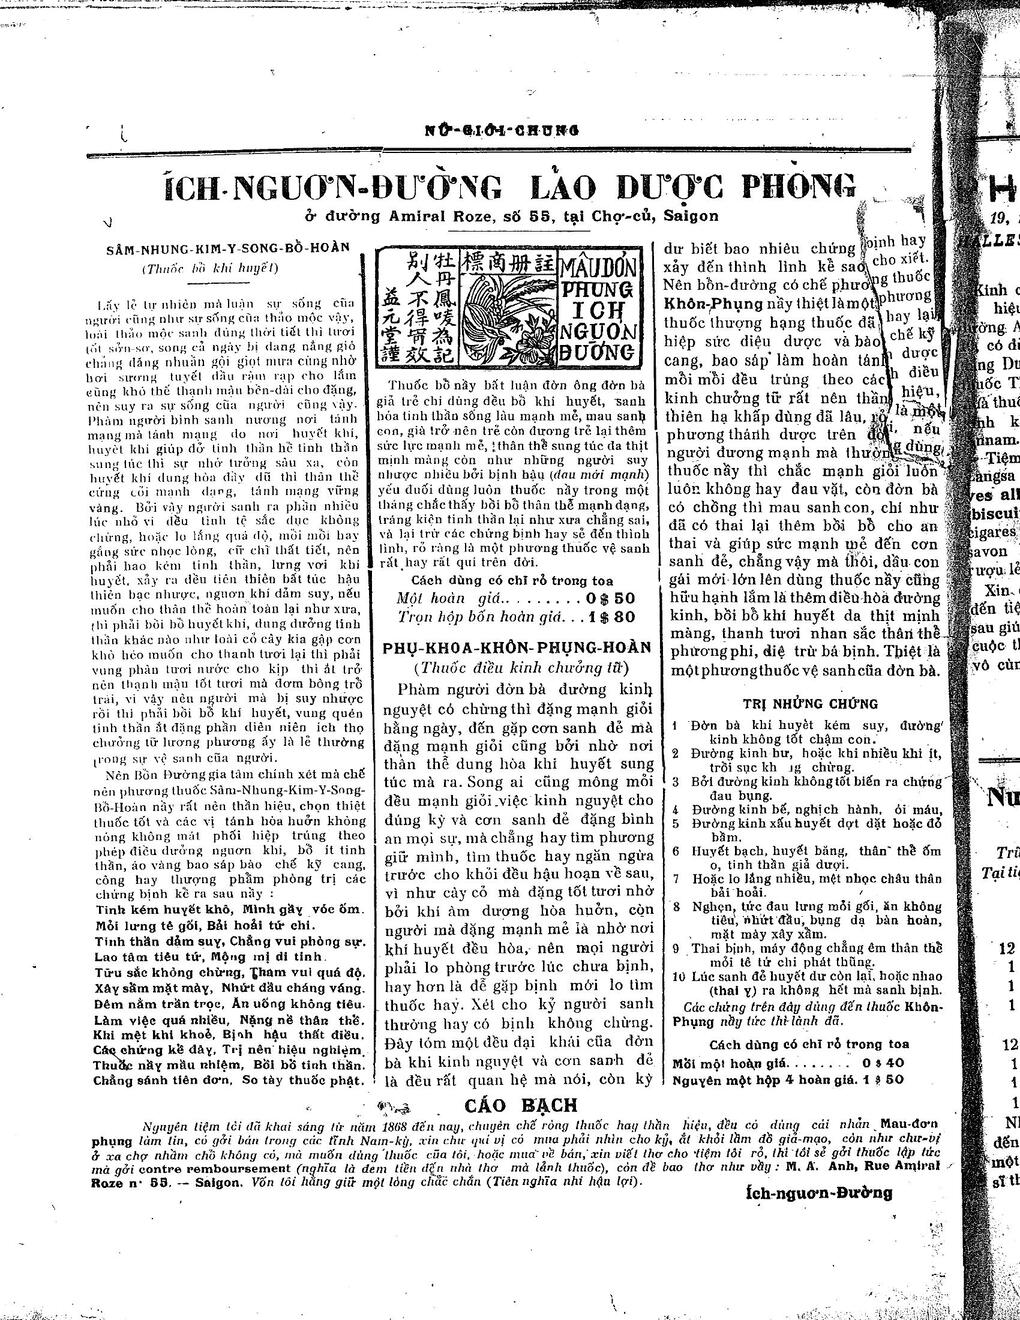 NỮ-GIỚI-CHUNG
ÍCH-NGUƠN-ĐƯỜNG LÃO DƯỢC PHÒNG
ở đường Amiral Roze, số 55, tại Chợ-củ, Saigon
SÂM-NHUNG-KIM-Y-SONG-BỒ-HOÀN
(Thuốc bồ khí huyết)
Lấy lẽ tự nhiên mà luận sự sống của
người cũng như sự sống của thảo mộc vậy,
loài thảo mộc sanh đúng thời tiết thì tươi
tốt sởn-sơ, song cả ngày bị dang nắng gió
chẳng đặng nhuần gội giọt mưa cùng nhờ
hơi sương tuyết dầu rậm rạp cho lắm
cũng khó thể thạnh mậu bền-dài cho đặng,
nên suy ra sự sống của người cũng vậy.
Phàm người bình sanh nương nơi tánh
mạng mà tánh mạng do nơi huyết khí,
huyết khí giúp đở tinh thần hể tinh thần
sung túc thì sự nhớ tưởng sâu xa, còn
huyết khí dung hòa đầy đủ thì thân thể
cứng cỏi mạnh dạng, tánh mạng vững
vàng. Bởi vậy người sanh ra phần nhiều
lúc nhỏ vì đều tình tệ sắc dục không
chừng, hoặc lo lắng quá độ, mỏi mồi hay
gắng sức nhọc lòng, cữ chỉ thất tiết, nên
phải hao kém tinh thần, lưng vơi khí
huyết, xảy ra đều tiên thiên bất túc hậu
thiên bạc nhược, nguơn khí dẩm suy, nếu
muốn cho thân thể hoàn toàn lại như xưa,
thì phải bồi bổ huyết khí, dung dưởng tinh
thần khác nào như loài cỏ cây kia gập cơn
khô héo muốn cho thanh tươi lại thì phải
vung phân tươi nước cho kịp thì ắt trở
nên thạnh mậu tốt tươi mà đơm bông trổ
trái, vì vậy nên người mà bị suy nhược
rồi thì phải bồi bổ khí huyết, vung quén
tinh thần ắt đặng phần diên niên ích thọ
chưởng tữ lương phương ấy là lẽ thường
trong sự vệ sanh của người.
Nên Bổn Đường gia tâm chính xét mà chế
nên phương thuốc Sâm-Nhung-Kim-Y-Song-
Bồ-Hoàn nầy rất nên thần hiệu, chọn thiệt
thuốc tốt và các vị tánh hòa huởn không
nóng không mát phối hiệp trúng theo
phép điều dưởng nguơn khí, bổ ít tinh
thần, áo vàng bao sáp bảo chế kỹ cang,
công hay thượng phẩm phòng trị các
chứng bịnh kể ra sau nầy :
Tinh kém huyết khô, Mình gầy vóc ốm.
Mỏi lưng tê gối, Bải hoải tứ chi.
Tinh thần dẩm suy, Chẳng vui phòng sự.
Lao tâm tiêu tứ, Mộng mị di tinh.
Tữu sắc không chừng, Tham vui quá độ.
Xây sầm mặt mày, Nhứt đầu choáng váng.
Đêm nằm trằn trọc, Ăn uống không tiêu.
Làm việc quá nhiều, Nặng nề thân thể.
Khí mệt khí khoẻ, Bịnh hậu thất điều.
Các chứng kể đây, Trị nên hiệu nghiệm.
Thuốc nầy mầu nhiệm, Bồi bổ tinh thần.
Chẳng sánh tiên đơn, So tày thuốc phật.
別人不得冒效
益元堂謹
標商册註
牡丹鳳唛為記
MẪU ĐƠN
PHỤNG
ÍCH
NGUƠN
ĐƯỜNG
Thuốc bồ nầy bất luận đờn ông đờn bà
già trẻ chí dùng đều bổ khí huyết, sanh
hóa tinh thần sống lâu mạnh mẻ, mau sanh
con, già trở nên trẻ còn đương trẻ lại thêm
sức lực mạnh mẻ, thân thể sung túc da thịt
mịnh màng còn như những người suy
nhược nhiều bởi bịnh hậu (đau mới mạnh)
yếu đuối dùng luôn thuốc nầy trong một
tháng chắc thấy bồi bổ thân thể mạnh dạng,
tráng kiện tinh thần lại như xưa chẳng sai,
và lại trừ các chứng bịnh hay sẻ đến thình
lình, rỏ ràng là một phương thuốc vệ sanh
rất hay rất quí trên đời.
Cách dùng có chỉ rỏ trong toa
Một hoàn giá......... 0$50
Trọn hộp bốn hoàn giá... 1$80
PHỤ-KHOA-KHÔN-PHỤNG-HOÀN
(Thuốc điều kinh chưởng tữ)
Phàm người đờn bà đường kinh
nguyệt có chừng thì đặng mạnh giỏi
hằng ngày, đến gặp cơn sanh đẻ mà
đặng mạnh giỏi cũng bởi nhờ nơi
thân thể dung hòa khí huyết sung
túc mà ra. Song ai cũng mông mỏi
đều mạnh giỏi việc kinh nguyệt cho
đúng kỳ và cơn sanh đẻ đặng bình
an mọi sự, mà chẳng hay tìm phương
giữ mình, tìm thuốc hay ngăn ngừa
trước cho khỏi đều hậu hoạn về sau,
vì như cây cỏ mà đặng tốt tươi nhờ
bởi khí âm dương hòa huởn, còn
người mà đặng mạnh mẻ là nhờ nơi
khí huyết đều hòa, nên mọi người
phải lo phòng trước lúc chưa bịnh,
hay hơn là để gặp bịnh mới lo tìm
thuốc hay. Xét cho kỷ người sanh
thường hay có bịnh không chừng.
Đây tóm một đều đại khái của đờn
bà khi kinh nguyệt và cơn sanh đẻ
là đều rất quan hệ mà nói, còn kỳ
dư biết bao nhiêu chứng bịnh hay
xảy đến thình lình kể sao cho xiết.
Nên bổn-đường có chế phương thuốc
Khôn-Phụng nầy thiệt là một phương
thuốc thượng hạng thuốc đã hay lại
hiệp sức diệu dược và bào chế kỷ
cang, bao sáp làm hoàn tánh dược
mồi mồi đều trúng theo các điều
kinh chưởng tữ rất nên thần hiệu,
thiên hạ khắp dùng đã lâu, là một
phương thánh dược trên nếu
người đương mạnh mà thường dùng
thuốc nầy thì chắc mạnh giỏi luôn
luôn không hay đau vặt, còn đờn bà
có chồng thì mau sanh con, chí như
đã có thai lại thêm bồi bổ cho an
thai và giúp sức mạnh mẻ đến cơn
sanh đẻ, chẳng vậy mà thôi, dầu con
gái mới lớn lên dùng thuốc nầy cũng
hữu hạnh lắm là thêm điều hòa đường
kinh, bồi bổ khí huyết da thịt mịnh
màng, thanh tươi nhan sắc thân thể
phương phi, diệ trừ bá bịnh. Thiệt là
một phương thuốc vệ sanh của đờn bà.
TRỊ NHỨNG CHỨNG
1 Đờn bà khí huyết kém suy, đường
kinh không tốt chậm con.
2 Đường kinh hư, hoặc khi nhiều khi ít,
trồi sục không chừng.
3 Bởi đường kinh không tốt biến ra chứng
đau bụng.
4 Đường kinh bế, nghịch hành, ói máu,
5 Đường kinh xấu huyết dợt dặt hoặc đỏ
bầm.
6 Huyết bạch, huyết băng, thân thể ốm
o, tinh thần giả dượi.
7 Hoặc lo lắng nhiều, mệt nhọc châu thân
bải hoải.
8 Nghẹn, tức đau lưng mỏi gối, ăn không
tiêu, nhứt đầu, bụng dạ bàn hoàn,
mặt mày xây xẩm.
9 Thai bịnh, máy động chẳng êm thân thể
mỏi tê tứ chi phát thũng.
10 Lúc sanh đẻ huyết dư còn lại, hoặc nhao
(thai y) ra không hết mà sanh bịnh.
Các chứng trên đây dùng đến thuốc Khôn-
Phụng nầy tức thì lành đã.
Cách dùng có chỉ rỏ trong toa
Mỗi một hoàn giá....... 0$40
Nguyên một hộp 4 hoàn giá. 1$50
CÁO BẠCH
Nguyên tiệm tôi đã khai sáng từ năm 1868 đến nay, chuyên chế ròng thuốc hay thần hiệu, đều có dùng cái nhản Mau-đơn
phụng làm tin, có gởi bán trong các tỉnh Nam-kỳ, xin chư quí vị có mua phải nhìn cho kỷ, ắt khỏi lầm đồ giả-mạo, còn như chư-vị
ở xa chợ nhằm chỗ không có, mà muốn dùng thuốc của tôi, hoặc mua về bán, xin viết thơ cho tiệm tôi rỏ, thì tôi sẻ gởi thuốc lập tức
mà gởi contre remboursement (nghĩa là đem tiền đến nhà thơ mà lảnh thuốc), còn đề bao thơ như vầy : M. A. Anh, Rue Amiral
Roze n° 55. — Saigon. Vốn tôi hằng giữ một lòng chắc chắn (Tiên nghĩa nhi hậu lợi).
Ích-nguơn-Đường